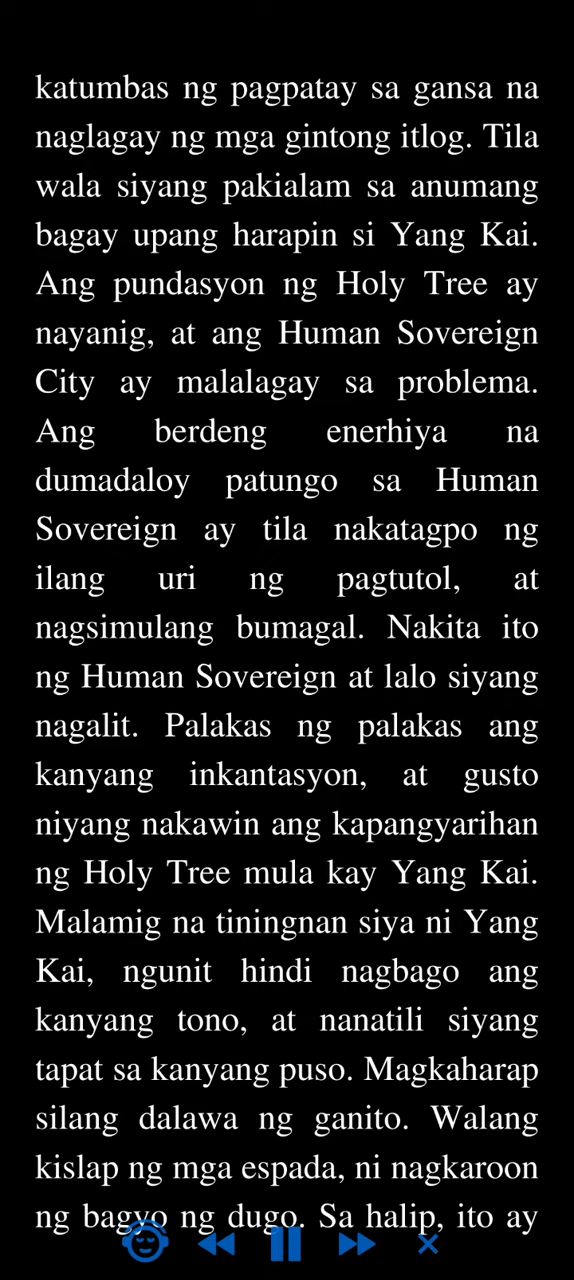 katumbas ng pagpatay sa gansa na
naglagay ng mga gintong itlog. Tila
wala siyang pakialam sa anumang
bagay upang harapin si Yang Kai.
Ang pundasyon ng Holy Tree ay
nayanig, at ang Human Sovereign
City ay malalagay sa problema.
Ang berdeng enerhiya na
dumadaloy patungo sa Human
Sovereign ay tila nakatagpo ng
ilang uri ng pagtutol, at
nagsimulang bumagal. Nakita ito
ng Human Sovereign at lalo siyang
nagalit. Palakas ng palakas ang
kanyang inkantasyon, at gusto
niyang nakawin ang kapangyarihan
ng Holy Tree mula kay Yang Kai.
Malamig na tiningnan siya ni Yang
Kai, ngunit hindi nagbago ang
kanyang tono, at nanatili siyang
tapat sa kanyang puso. Magkaharap
silang dalawa ng ganito. Walang
kislap ng mga espada, ni nagkaroon
ng bagyo ng dugo. Sa halip, ito ay